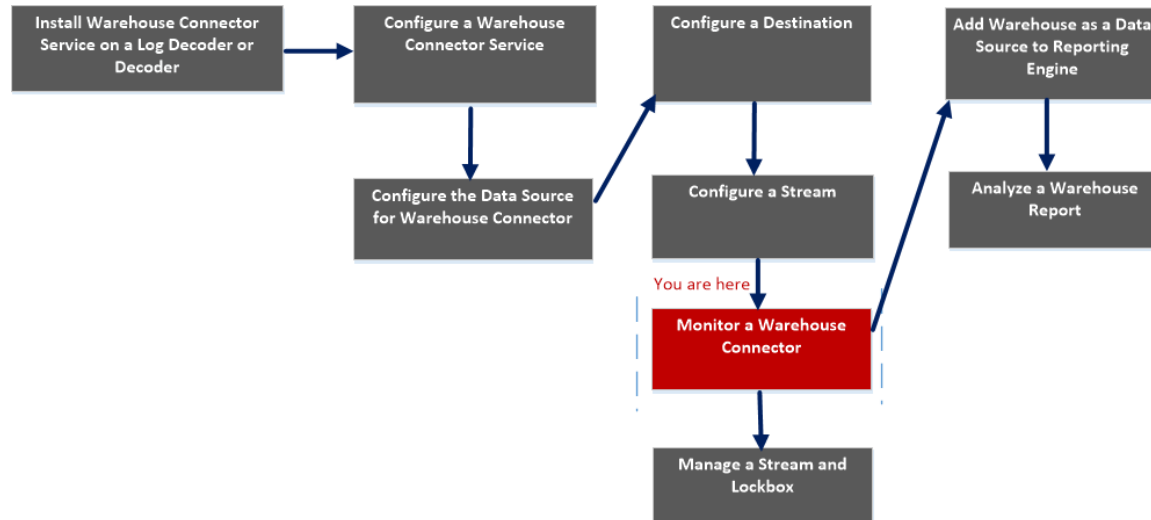 Install Warehouse Connector
Service on a Log Decoder or
Decoder
Configure a Warehouse
Connector Service
Configure the Data Source
for Warehouse Connector
Configure a Destination
Configure a Stream
You are here
Monitor a Warehouse
Connector
Manage a Stream and
Lockbox
Add Warehouse as a Data
Source to Reporting
Engine
Analyze a Warehouse
Report